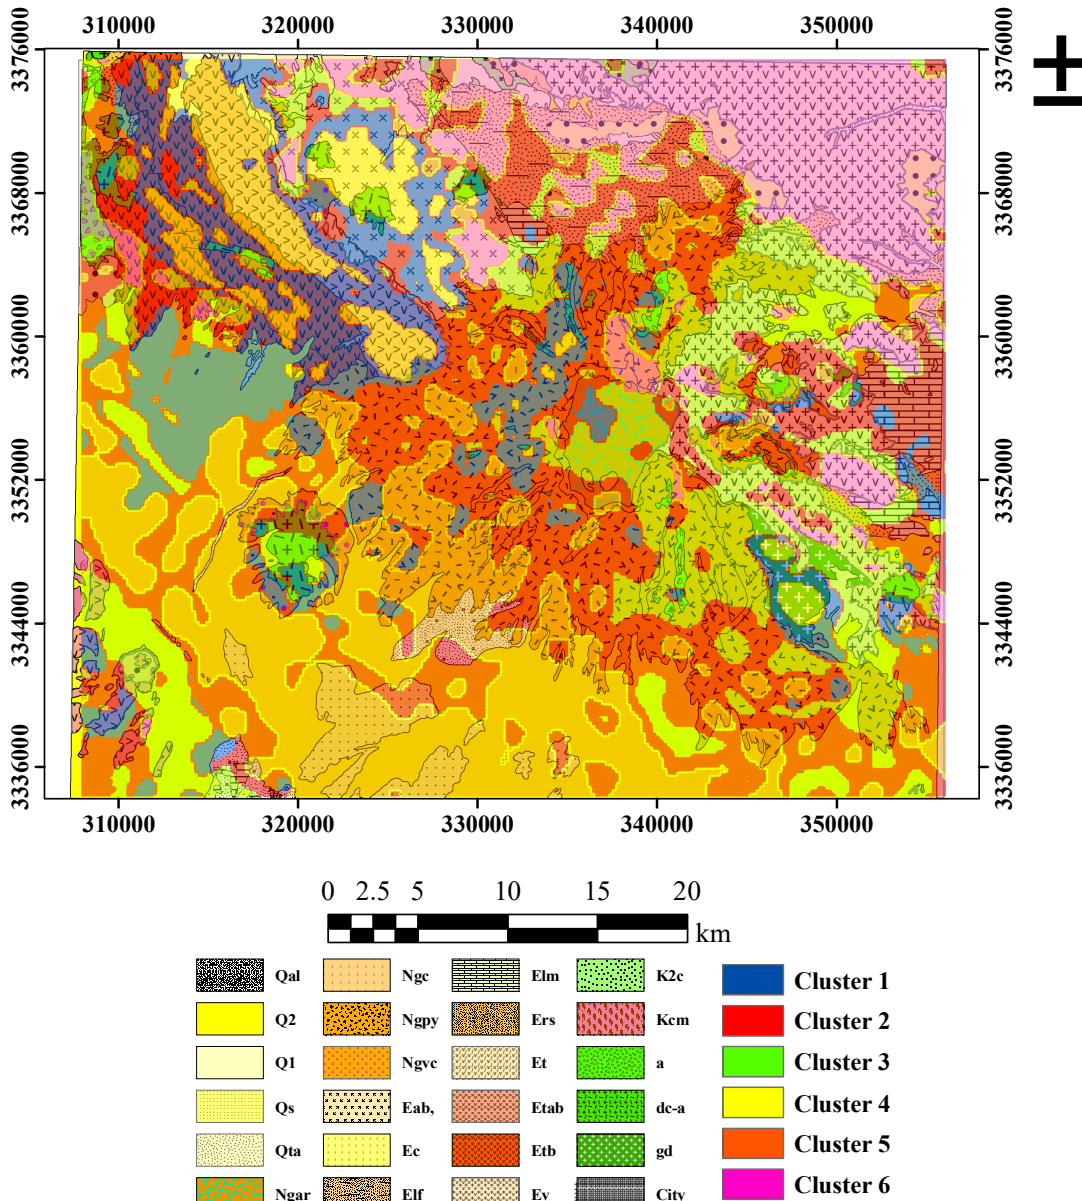 310000 320000 330000 340000 350000
3376000 3376000
3368000 3368000
3360000 3360000
3352000 3352000
3344000 3344000
3336000 3336000
310000 320000 330000 340000 350000
0 2.5 5 10 15 20
km
Qal Ngc Elm K2c Cluster 1
Q2 Ngpy Ers Kcm Cluster 2
Q1 Ngvc Et a Cluster 3
Qs Eab, Etab dc-a Cluster 4
Qta Ec Etb gd Cluster 5
Ngar Elf Ev City Cluster 6